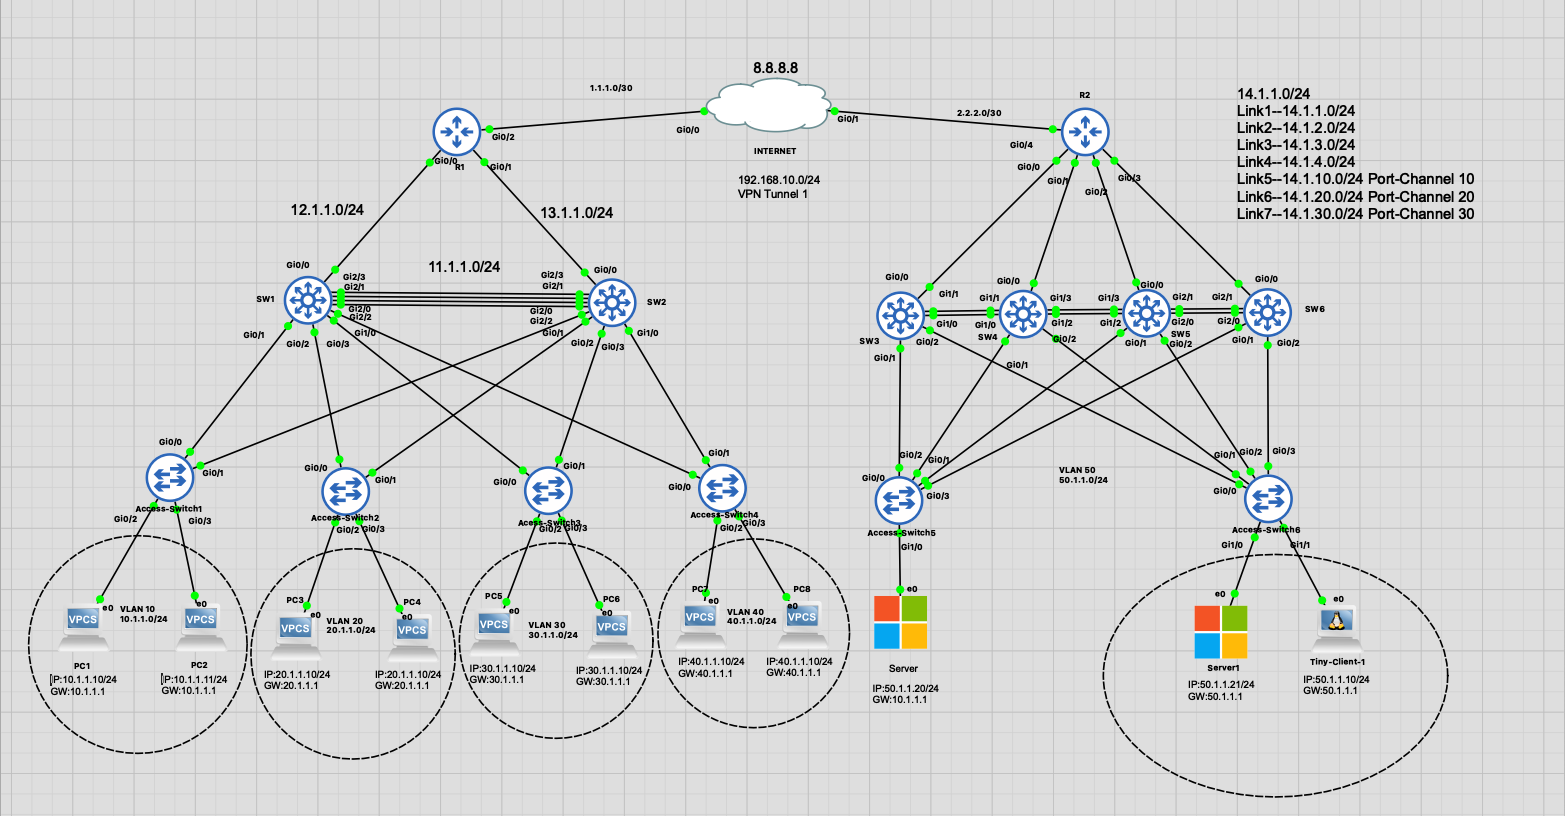 8.8.8.8
1.1.1.0/30
Gi0/0
Gi0/1
2.2.2.0/30
INTERNET
192.168.10.0/24
VPN Tunnel 1
R2
14.1.1.0/24
Link1--14.1.1.0/24
Link2--14.1.2.0/24
Link3--14.1.3.0/24
Link4--14.1.4.0/24
Link5--14.1.10.0/24 Port-Channel 10
Link6--14.1.20.0/24 Port-Channel 20
Link7--14.1.30.0/24 Port-Channel 30
Gi0/2
Gi0/0
R1
Gi0/1
Gi0/4
Gi0/0
Gi0/1
Gi0/2
Gi0/3
12.1.1.0/24
13.1.1.0/24
11.1.1.0/24
Gi0/0
Gi2/3
Gi2/1
SW1
Gi2/0
Gi2/2
Gi0/1
Gi0/2
Gi0/3
Gi1/0
Gi2/3
Gi2/1
Gi0/0
SW2
Gi2/0
Gi2/2
Gi0/1
Gi0/2
Gi0/3
Gi1/0
Gi0/0
Gi1/1
Gi1/0
SW3
Gi0/1
Gi0/2
Gi0/0
Gi1/1
Gi1/0
SW4
Gi1/3
Gi1/2
Gi0/2
Gi0/1
Gi0/0
Gi1/3
Gi1/2
SW5
Gi2/1
Gi2/0
Gi0/1
Gi0/2
Gi0/0
Gi2/1
Gi2/0
SW6
Gi0/1
Gi0/2
Gi0/0
Gi0/1
Access-Switch1
Gi0/2
Gi0/3
Gi0/0
Gi0/1
Access-Switch2
Gi0/2
Gi0/3
Gi0/0
Gi0/1
Access-Switch3
Gi0/2
Gi0/3
Gi0/0
Gi0/1
Access-Switch4
Gi0/2
Gi0/3
Gi0/0
Gi0/2
Gi0/1
Gi0/3
Access-Switch5
Gi1/0
VLAN 50
50.1.1.0/24
Gi0/1
Gi0/2
Gi0/3
Gi0/0
Access-Switch6
Gi1/0
Gi1/1
VPCS
e0
PC1
IP:10.1.1.10/24
GW:10.1.1.1
VLAN 10
10.1.1.0/24
e0
VPCS
PC2
IP:10.1.1.11/24
GW:10.1.1.1
PC3
e0
VPCS
IP:20.1.1.10/24
GW:20.1.1.1
VLAN 20
20.1.1.0/24
PC4
e0
VPCS
IP:20.1.1.10/24
GW:20.1.1.1
PC5
e0
VPCS
IP:30.1.1.10/24
GW:30.1.1.1
VLAN 30
30.1.1.0/24
PC6
e0
VPCS
IP:30.1.1.10/24
GW:30.1.1.1
PC7
e0
VPCS
IP:40.1.1.10/24
GW:40.1.1.1
VLAN 40
40.1.1.0/24
PC8
e0
VPCS
IP:40.1.1.10/24
GW:40.1.1.1
e0
Server
IP:50.1.1.20/24
GW:10.1.1.1
e0
Server1
IP:50.1.1.21/24
GW:50.1.1.1
e0
Tiny-Client-1
IP:50.1.1.10/24
GW:50.1.1.1